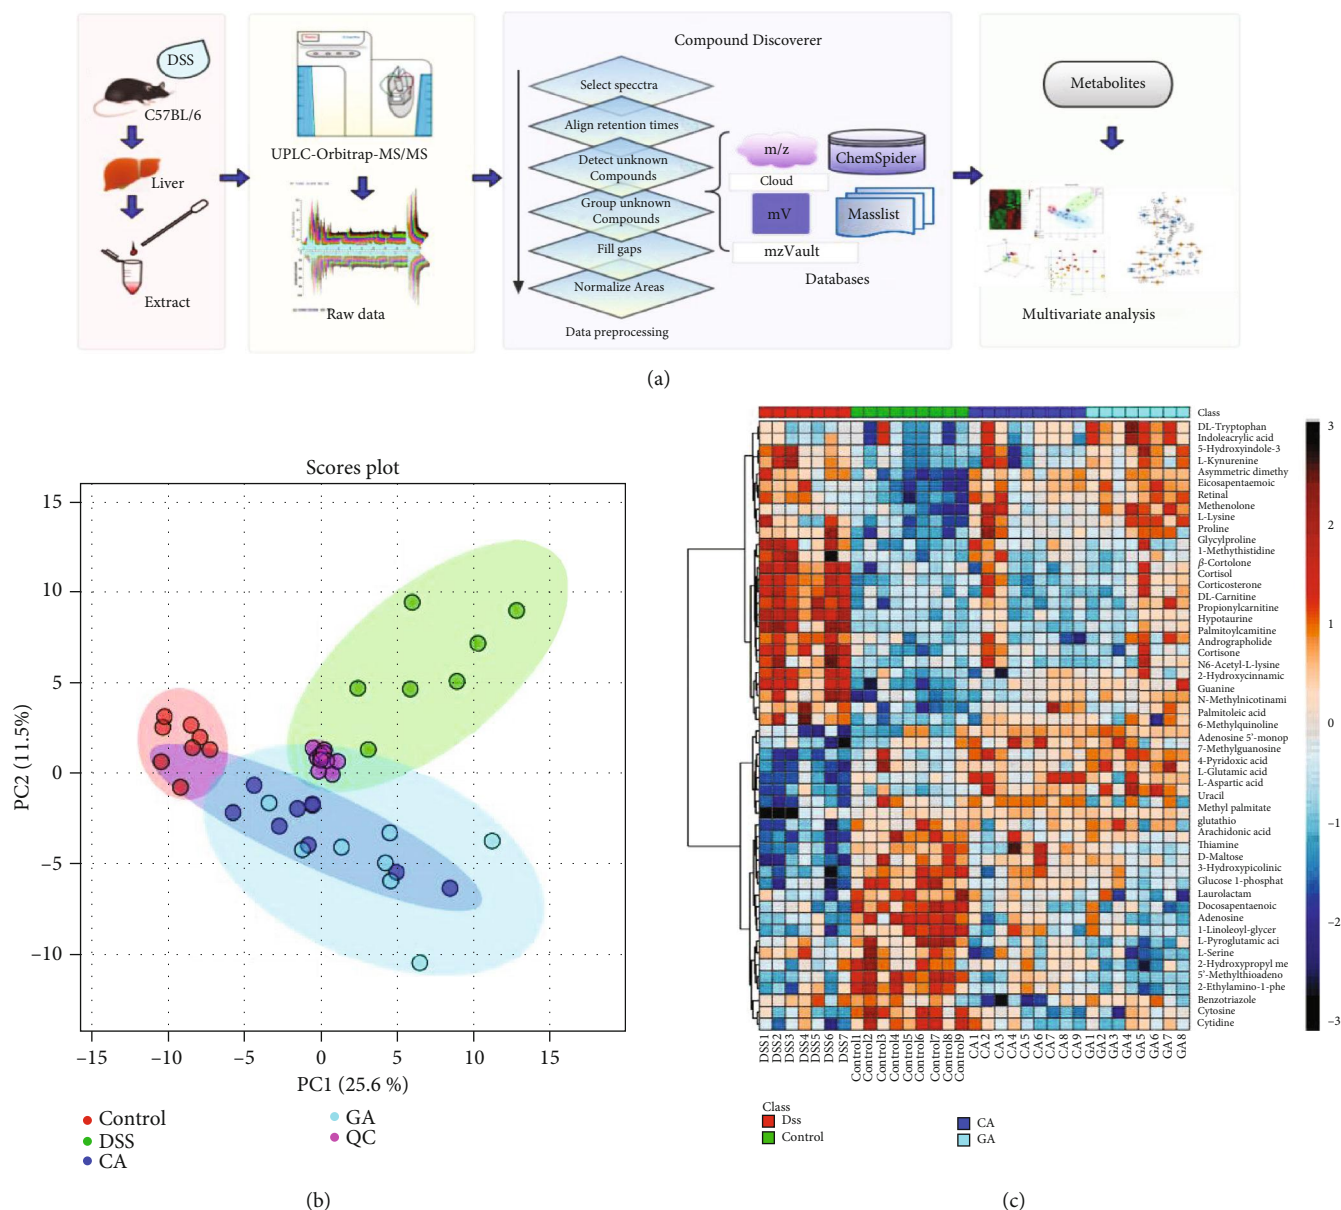 DSS
C57BL/6
Liver
Extract
UPLC-Orbitrap-MS/MS
Raw data
Compound Discoverer
Select specctra
Align retention times
Detect unknown
Compounds
Group unknown
Compounds
Fill gaps
Normalize Areas
Data preprocessing
m/z
Cloud
ChemSpider
mV
mzVault
Masslist
Databases
Metabolites
Multivariate analysis
(a)
Scores plot
PC2 (11.5%)
15
10
5
0
−5
−10
−15
−10
−5
0
5
10
15
PC1 (25.6 %)
Control
DSS
CA
GA
QC
(b)
Class
DL-Tryptophan
Indoleacrylic acid
5-Hydroxyindole-3
L-Kynurenine
Asymmetric dimethy
Eicosapentaemoic
Retinal
Methenolone
L-Lysine
Proline
Glycylproline
1-Methythistidine
β-Cortolone
Cortisol
Corticosterone
DL-Carnitine
Propionylcarnitine
Hypotaurine
Palmitoylcamitine
Andrographolide
Cortisone
N6-Acetyl-L-lysine
2-Hydroxycinnamic
Guanine
N-Methylnicotinami
Palmitoleic acid
6-Methylquinoline
Adenosine 5'-monop
7-Methylguanosine
4-Pyridoxic acid
L-Glutamic acid
L-Aspartic acid
Uracil
Methyl palmitate
glutathio
Arachidonic acid
Thiamine
D-Maltose
3-Hydroxypicolinic
Glucose 1-phosphat
Laurolactam
Docosapentaenoic
Adenosine
1-Linoleoyl-glycer
L-Pyroglutamic aci
L-Serine
2-Hydroxypropyl me
5'-Methylthioadeno
2-Ethylamino-1-phe
Benzotriazole
Cytosine
Cytidine
3
2
1
0
−1
−2
−3
DSS1
DSS2
DSS3
DSS4
DSS5
DSS6
DSS7
Control1
Control2
Control3
Control4
Control5
Control6
Control7
Control8
Control9
CA1
CA2
CA3
CA4
CA5
CA6
CA7
CA8
CA9
GA1
GA2
GA3
GA4
GA5
GA6
GA7
GA8
Class
Dss
Control
CA
GA
(c)